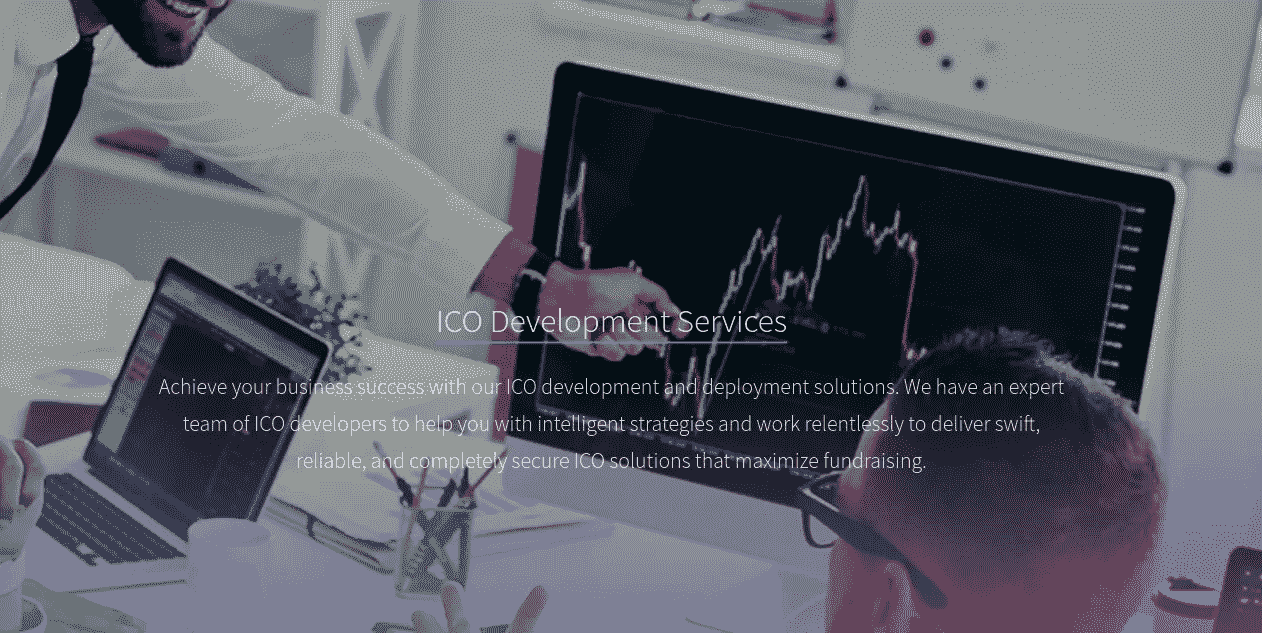 ICO Development Services
Achieve your business success with our ICO development and deployment solutions. We have an expert
team of ICO developers to help you with intelligent strategies and work relentlessly to deliver swift,
reliable, and completely secure ICO solutions that maximize fundraising.